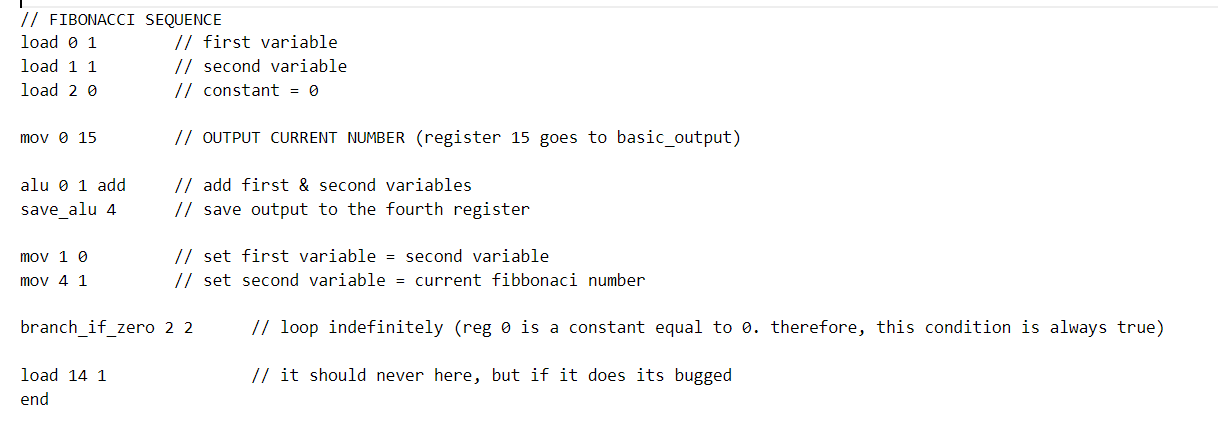 // FIBONACCI SEQUENCE
load 0 1 // first variable
load 1 1 // second variable
load 2 0 // constant = 0
mov 0 15 // OUTPUT CURRENT NUMBER (register 15 goes to basic_output)
alu 0 1 add // add first & second variables
save_alu 4 // save output to the fourth register
mov 1 0 // set first variable = second variable
mov 4 1 // set second variable = current fibbonaci number
branch_if_zero 2 2 // loop indefinitely (reg 0 is a constant equal to 0. therefore, this condition is always true)
load 14 1 // it should never here, but if it does its bugged
end